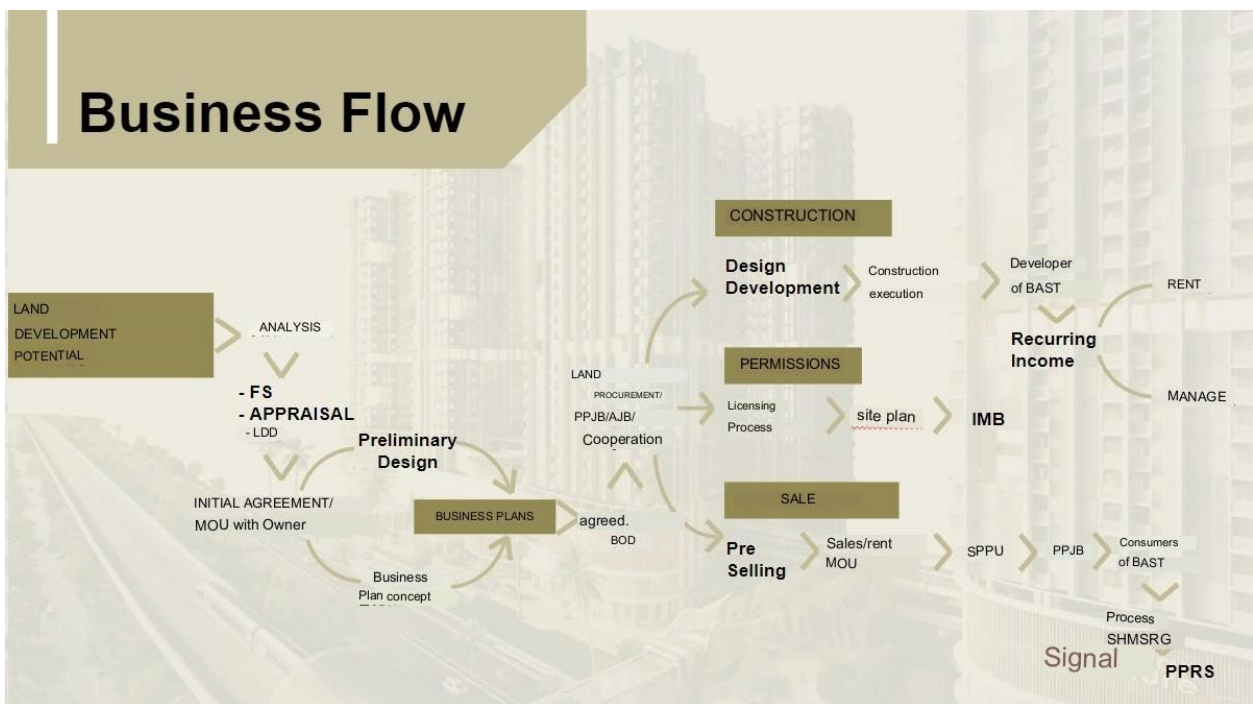 Business Flow
LAND
DEVELOPMENT
POTENTIAL
ANALYSIS
- FS
- APPRAISAL
- LDD
INITIAL AGREEMENT/
MOU with Owner
Preliminary
Design
Business
Plan concept
BUSINESS PLANS
agreed.
BOD
LAND
PROCUREMENT/
PPJB/AJB/
Cooperation
CONSTRUCTION
Design
Development
Construction
execution
Developer
of BAST
Recurring
Income
RENT
MANAGE
PERMISSIONS
Licensing
Process
site plan
IMB
SALE
Pre
Selling
Sales/rent
MOU
SPPU
PPJB
Consumers
of BAST
Process
SHMSRG
Signal
PPRS